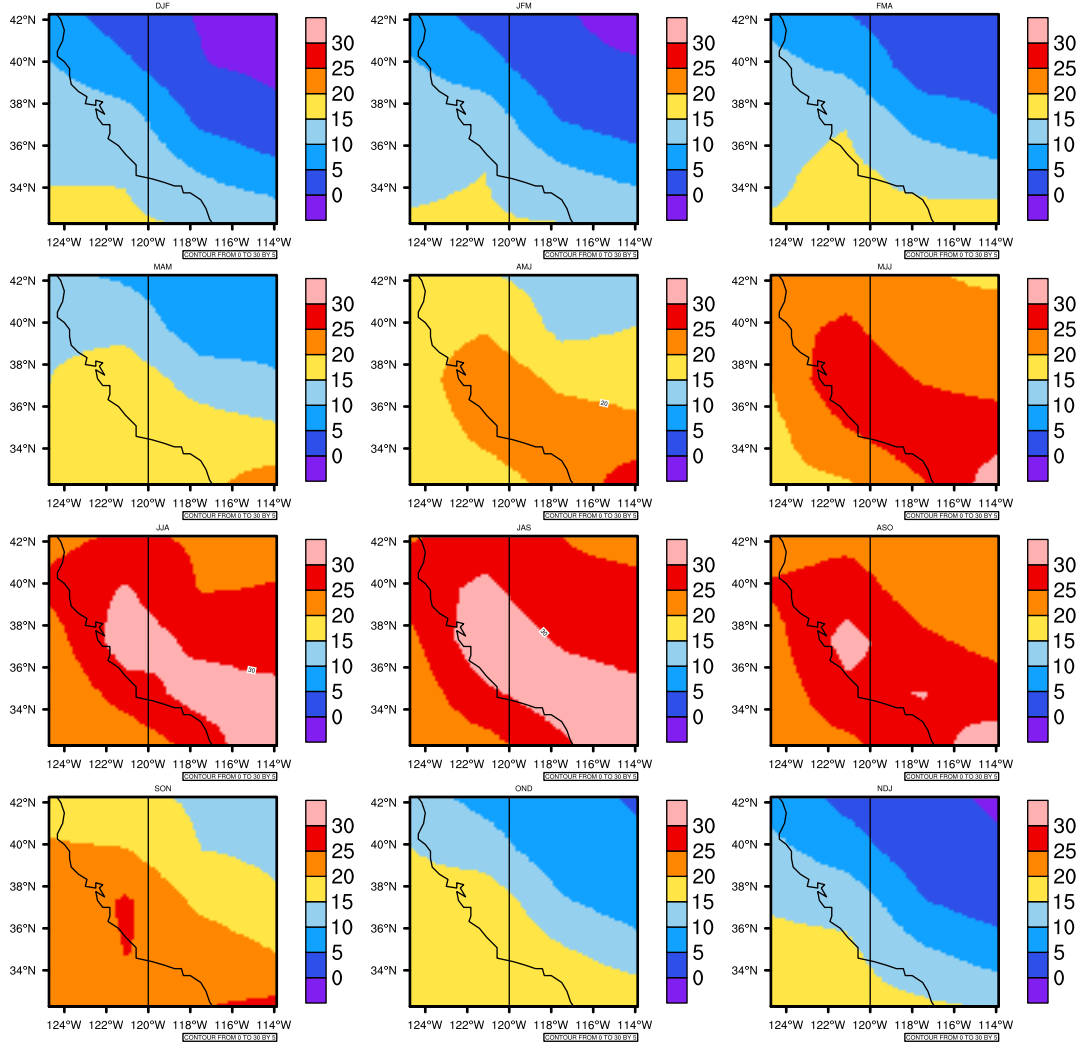 DJF JFM FMA
42°N 42°N 42°N
30 30 30
40°N 25 40°N 25 40°N 25
20 20 20
38°N 15 38°N 15 38°N 15
36°N 10 36°N 10 36°N 10
5 5 5
34°N 0 34°N 0 34°N 0
124°W 122°W 120°W 118°W 116°W 114°W 124°W 122°W 120°W 118°W 116°W 114°W 124°W 122°W 120°W 118°W 116°W 114°W
CONTOUR FROM 0 TO 30 BY 5 CONTOUR FROM 0 TO 30 BY 5 CONTOUR FROM 0 TO 30 BY 5
MAM AMJ MJJ
42°N 42°N 42°N
30 30 30
40°N 25 40°N 25 40°N 25
20 20 20
38°N 15 38°N 15 38°N 15
36°N 10 36°N 20 10 36°N 10
5 5 5
34°N 0 34°N 0 34°N 0
124°W 122°W 120°W 118°W 116°W 114°W 124°W 122°W 120°W 118°W 116°W 114°W 124°W 122°W 120°W 118°W 116°W 114°W
CONTOUR FROM 0 TO 30 BY 5 CONTOUR FROM 0 TO 30 BY 5 CONTOUR FROM 0 TO 30 BY 5
JJA JAS ASO
42°N 42°N 42°N
30 30 30
40°N 25 40°N 25 40°N 25
20 20 20
38°N 15 38°N 30 15 38°N 15
36°N 30 10 36°N 10 36°N 10
5 5 5
34°N 0 34°N 0 34°N 0
124°W 122°W 120°W 118°W 116°W 114°W 124°W 122°W 120°W 118°W 116°W 114°W 124°W 122°W 120°W 118°W 116°W 114°W
CONTOUR FROM 0 TO 30 BY 5 CONTOUR FROM 0 TO 30 BY 5 CONTOUR FROM 0 TO 30 BY 5
SON OND NDJ
42°N 42°N 42°N
30 30 30
40°N 25 40°N 25 40°N 25
20 20 20
38°N 15 38°N 15 38°N 15
36°N 10 36°N 10 36°N 10
5 5 5
34°N 0 34°N 0 34°N 0
124°W 122°W 120°W 118°W 116°W 114°W 124°W 122°W 120°W 118°W 116°W 114°W 124°W 122°W 120°W 118°W 116°W 114°W
CONTOUR FROM 0 TO 30 BY 5 CONTOUR FROM 0 TO 30 BY 5 CONTOUR FROM 0 TO 30 BY 5